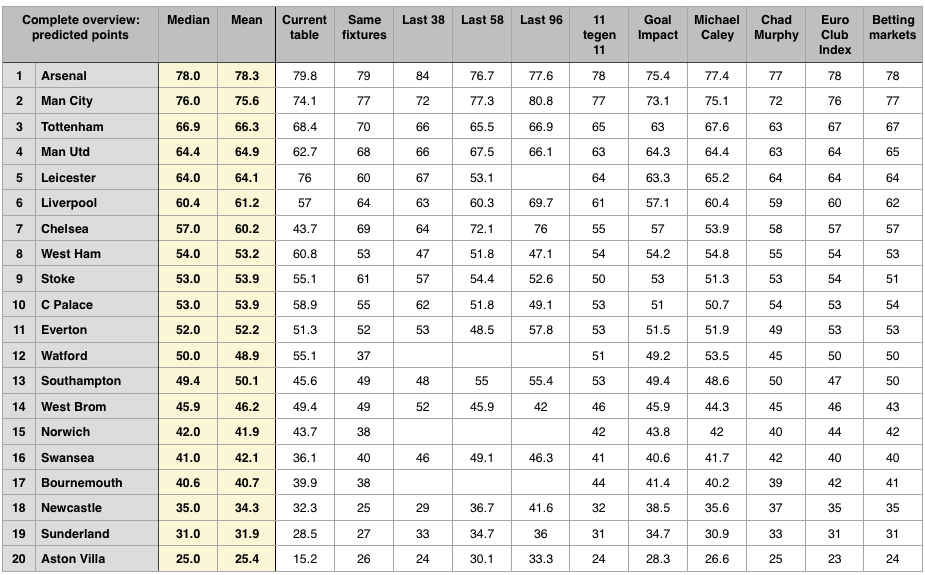 Complete overview: predicted points Median Mean Current table Same fixtures Last 38 Last 58 Last 96 11 tegen 11 Goal Impact Michael Caley Chad Murphy Euro Club Index Betting markets
1 Arsenal 78.0 78.3 79.8 79 84 76.7 77.6 78 75.4 77.4 77 78 78
2 Man City 76.0 75.6 74.1 77 72 77.3 80.8 77 73.1 75.1 72 76 77
3 Tottenham 66.9 66.3 68.4 70 66 65.5 66.9 65 63 67.6 63 67 67
4 Man Utd 64.4 64.9 62.7 68 66 67.5 66.1 63 64.3 64.4 63 64 65
5 Leicester 64.0 64.1 76 60 67 53.1 64 63.3 65.2 64 64 64
6 Liverpool 60.4 61.2 57 64 63 60.3 69.7 61 57.1 60.4 59 60 62
7 Chelsea 57.0 60.2 43.7 69 64 72.1 76 55 57 53.9 58 57 57
8 West Ham 54.0 53.2 60.8 53 47 51.8 47.1 54 54.2 54.8 55 54 53
9 Stoke 53.0 53.9 55.1 61 57 54.4 52.6 50 53 51.3 53 54 51
10 C Palace 53.0 53.9 58.9 55 62 51.8 49.1 53 51 50.7 54 53 54
11 Everton 52.0 52.2 51.3 52 53 48.5 57.8 53 51.5 51.9 49 53 53
12 Watford 50.0 48.9 55.1 37 51 49.2 53.5 45 50 50
13 Southampton 49.4 50.1 45.6 49 48 55 55.4 53 49.4 48.6 50 47 50
14 West Brom 45.9 46.2 49.4 49 52 45.9 42 46 45.9 44.3 45 46 43
15 Norwich 42.0 41.9 43.7 38 42 43.8 42 40 44 42
16 Swansea 41.0 42.1 36.1 40 46 49.1 46.3 41 40.6 41.7 42 40 40
17 Bournemouth 40.6 40.7 39.9 38 44 41.4 40.2 39 42 41
18 Newcastle 35.0 34.3 32.3 25 29 36.7 41.6 32 38.5 35.6 37 35 35
19 Sunderland 31.0 31.9 28.5 27 33 34.7 36 31 34.7 30.9 33 31 31
20 Aston Villa 25.0 25.4 15.2 26 24 30.1 33.3 24 28.3 26.6 25 23 24